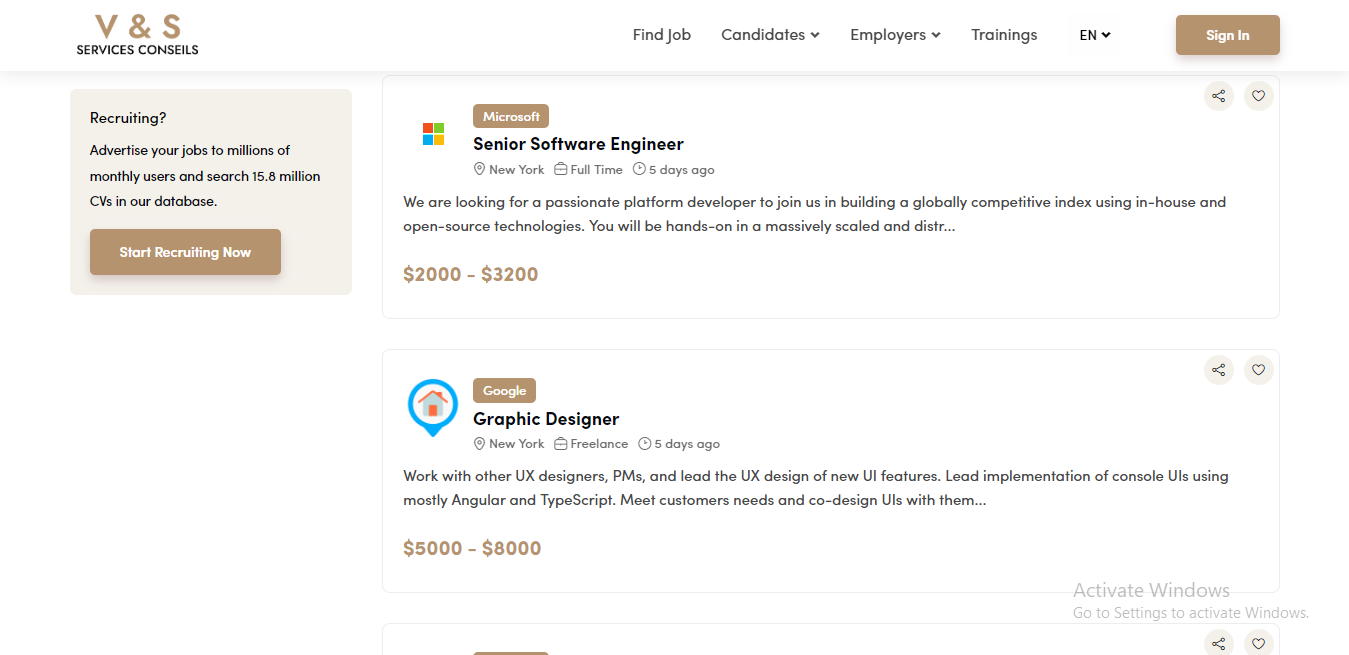 V & S
SERVICES CONSEILS
Find Job
Candidates
Employers
Trainings
EN
Sign In
Recruiting?
Advertise your jobs to millions of
monthly users and search 15.8 million
CVs in our database.
Start Recruiting Now
Microsoft
Senior Software Engineer
New York Full Time 5 days ago
We are looking for a passionate platform developer to join us in building a globally competitive index using in-house and
open-source technologies. You will be hands-on in a massively scaled and distr...
$2000 - $3200
Google
Graphic Designer
New York Freelance 5 days ago
Work with other UX designers, PMs, and lead the UX design of new UI features. Lead implementation of console UIs using
mostly Angular and TypeScript. Meet customers needs and co-design UIs with them...
$5000 - $8000
Activate Windows
Go to Settings to activate Windows.